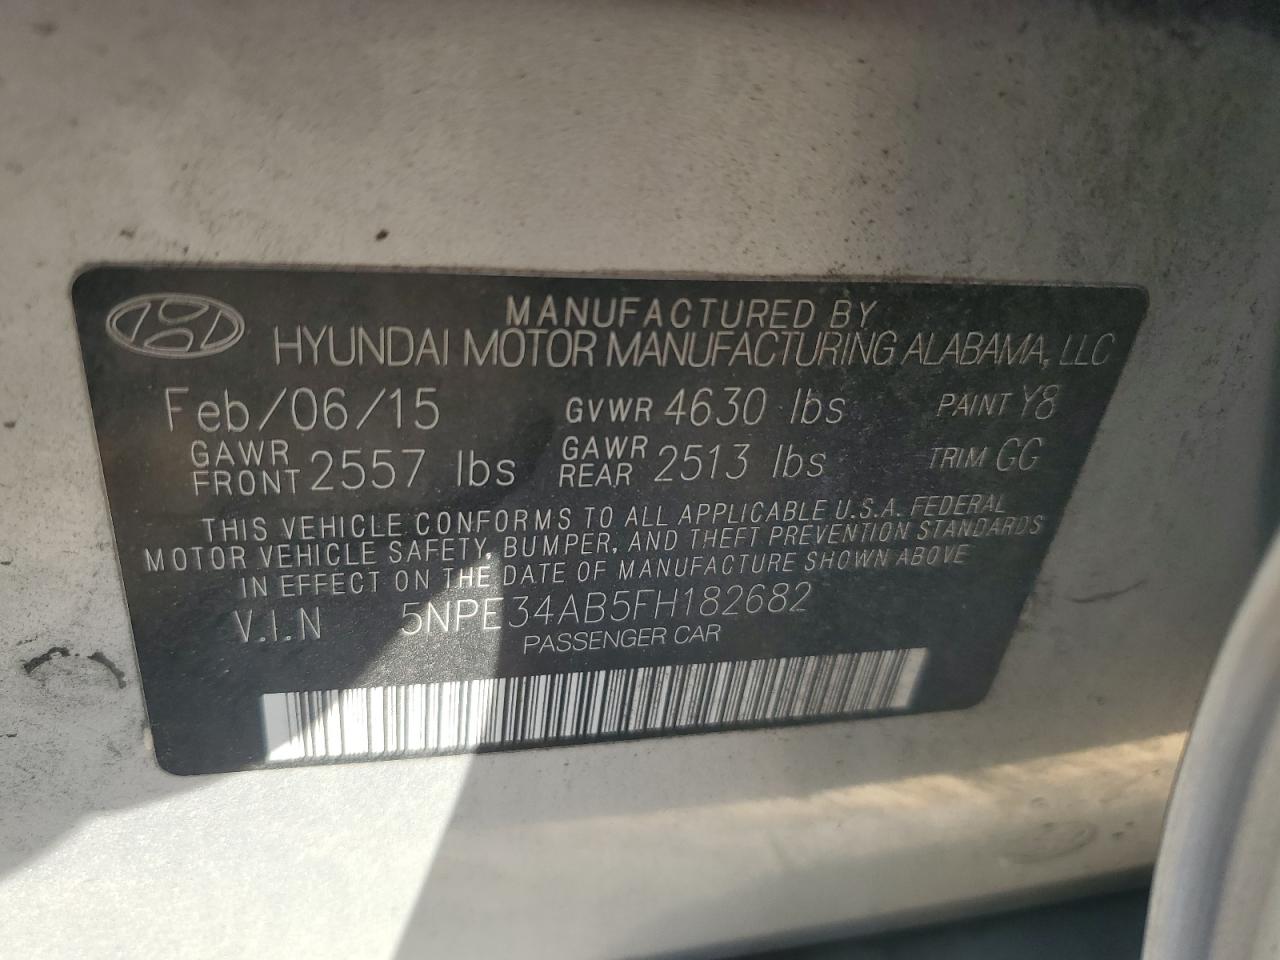 MANUFACTURED BY
HYUNDAI MOTOR MANUFACTURING ALABAMA, LLC
Feb/06/15 GVWR 4630 lbs PAINT Y8
GAWR FRONT 2557 lbs GAWR REAR 2513 lbs TRIM GG
THIS VEHICLE CONFORMS TO ALL APPLICABLE U.S.A. FEDERAL
MOTOR VEHICLE SAFETY, BUMPER, AND THEFT PREVENTION STANDARDS
IN EFFECT ON THE DATE OF MANUFACTURE SHOWN ABOVE
V.I.N 5NPE34AB5FH182682
PASSENGER CAR